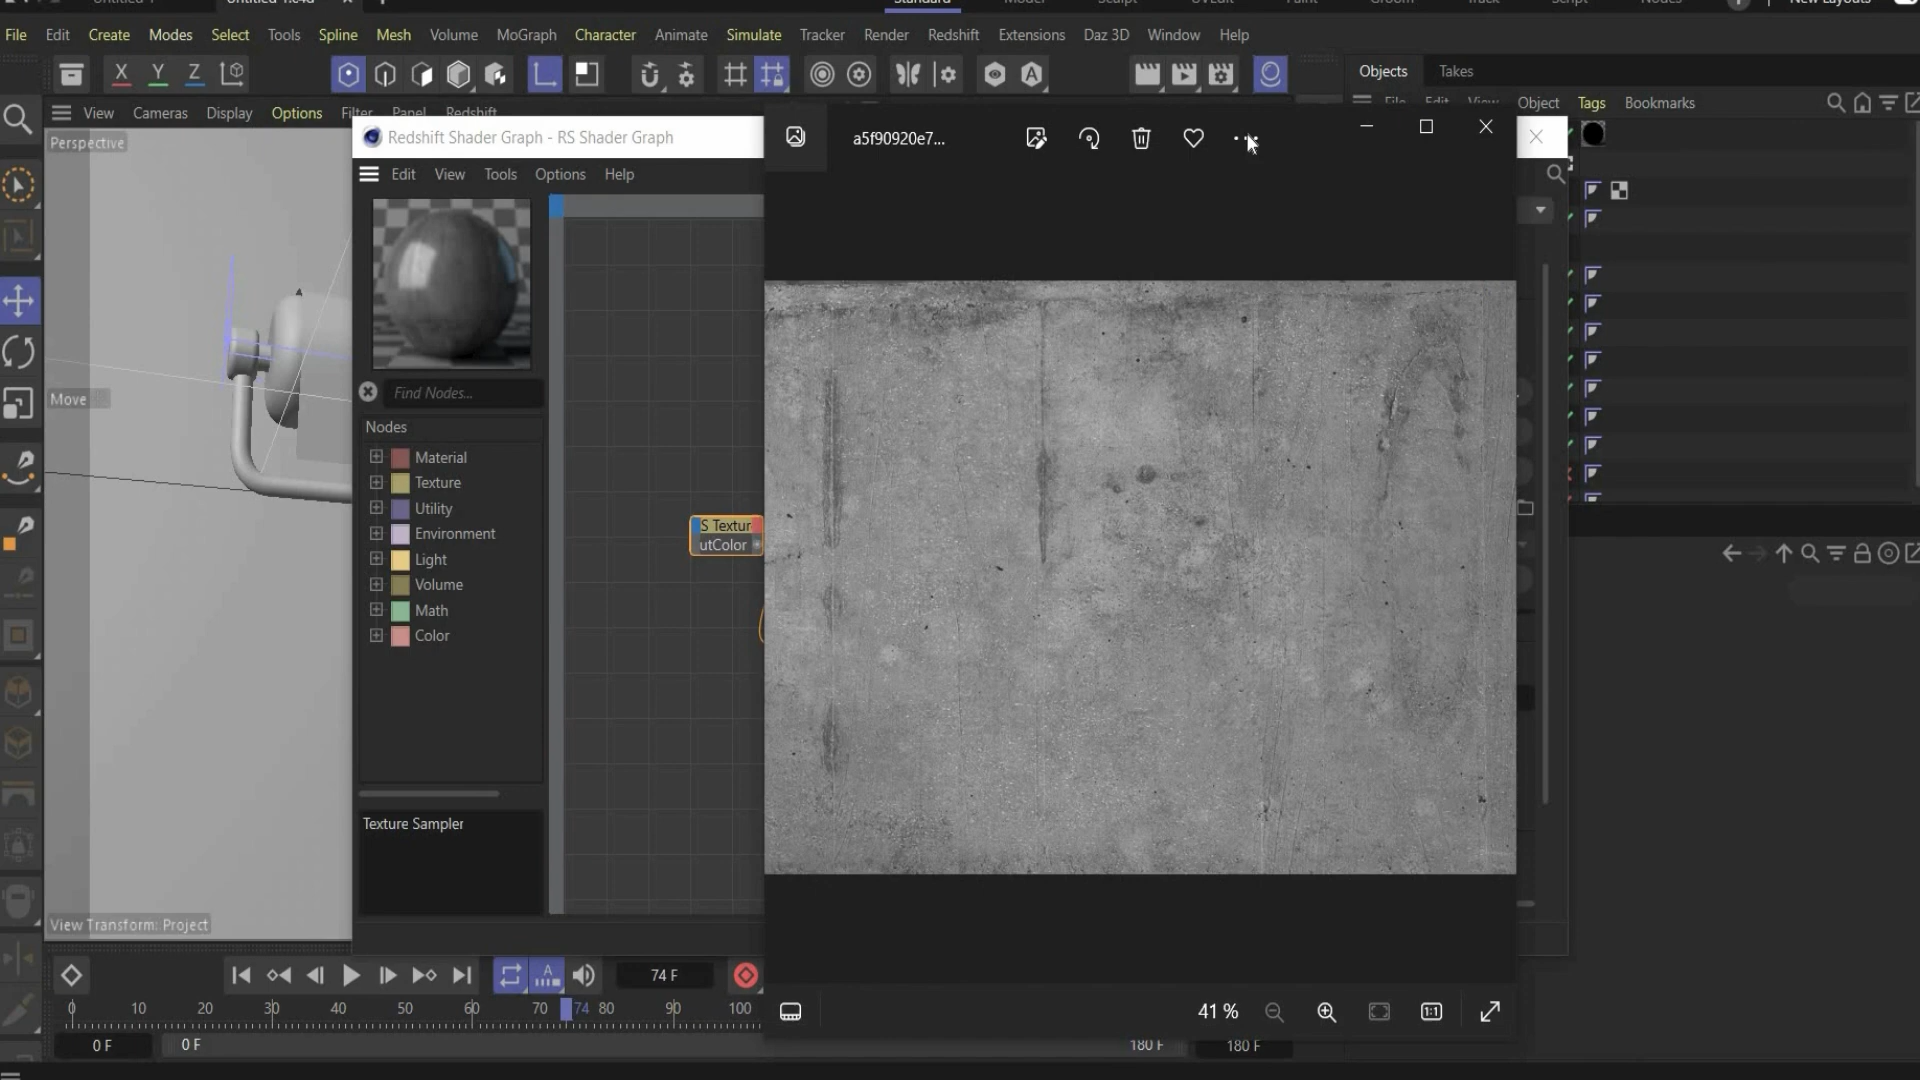 File Edit Create Modes Select Tools Spline Mesh Volume MoGraph Character Animate Simulate Tracker Render Redshift Extensions Daz 3D Window Help
X Y Z
Objects Takes
View Cameras Display Options Filter Panel Redshift
Object Tags Bookmarks
Perspective
Redshift Shader Graph - RS Shader Graph
a5f90920e7...
Edit View Tools Options Help
Find Nodes...
Move
Nodes
Material
Texture
Utility
Environment
Light
Volume
Math
Color
S Textur
utColor
Texture Sampler
View Transform: Project
74 F
0 10 20 30 40 50 60 70 74 80 90 100
0 F 0 F 180 F 180 F
41 %
1:1